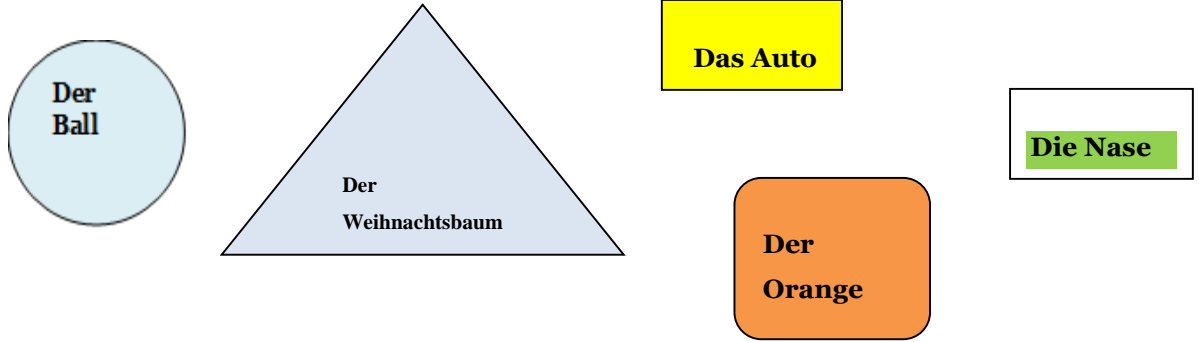 Der
Ball
Der
Weihnachtsbaum
Das Auto
Der
Orange
Die Nase